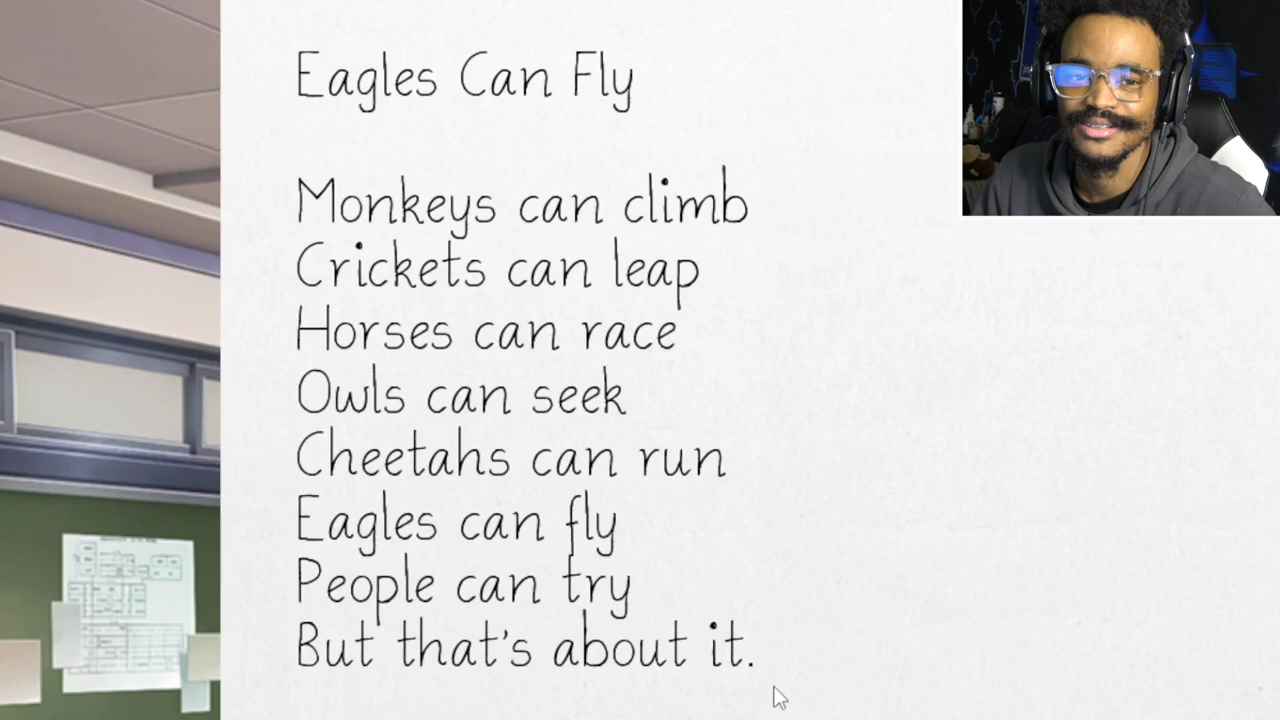 Eagles Can Fly
Monkeys can climb
Crickets can leap
Horses can race
Owls can seek
Cheetahs can run
Eagles can fly
People can try
But that's about it.